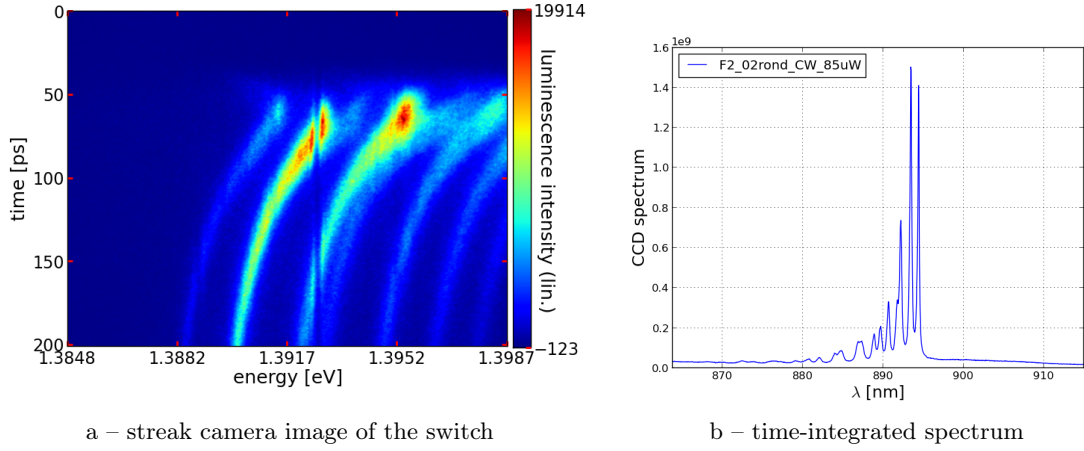 0
50
100
150
200
time [ps]
1.3848
1.3882
1.3917
1.3952
1.3987
energy [eV]
19914
−123
luminescence intensity (lin.)
1e9
1.6
1.4
1.2
1.0
0.8
0.6
0.4
0.2
0.0
CCD spectrum
F2_02rond_CW_85uW
870
880
890
900
910
λ [nm]
a – streak camera image of the switch
b – time-integrated spectrum